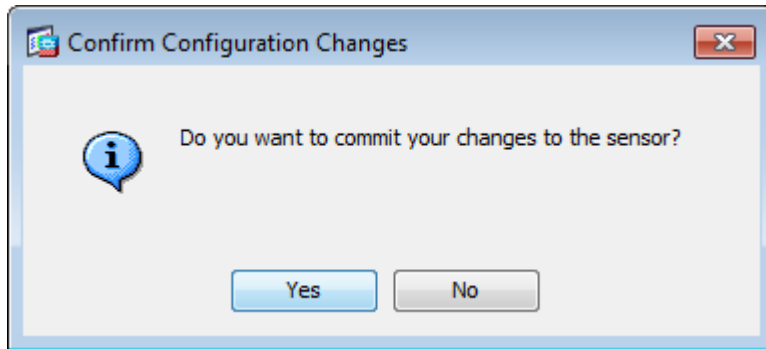 Confirm Configuration Changes
Do you want to commit your changes to the sensor?
Yes
No